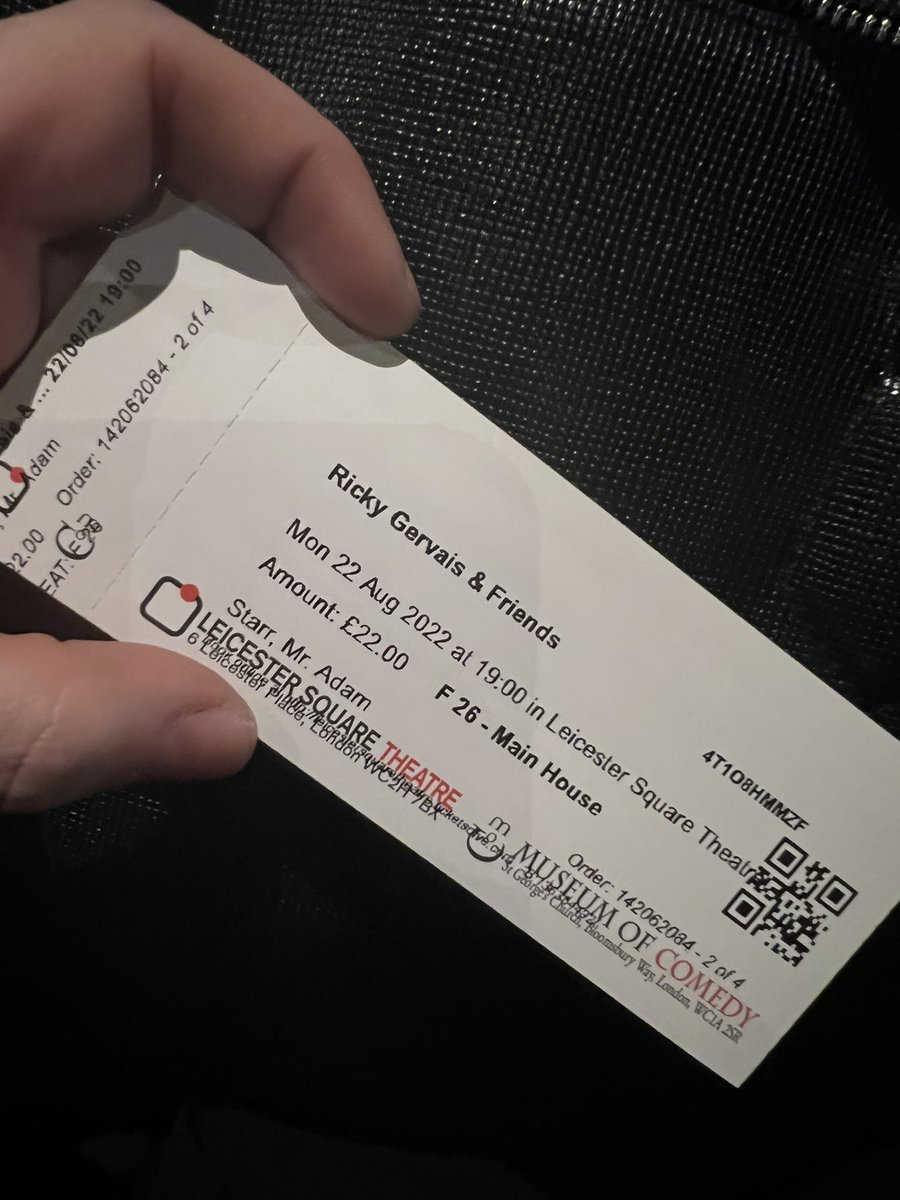 22/08/22 19:00
Adam
Order: 142062084 - 2 of 4
Ricky Gervais & Friends
Mon 22 Aug 2022 at 19:00 in Leicester Square Theatre
Amount: £22.00
F 26 - Main House
Starr, Mr. Adam
LEICESTER SQUARE THEATRE
6 Leicester Place, London WC2H 7BX
4T1O8HMMZF
Order: 142062084 - 2 of 4
MUSEUM OF COMEDY
St George's Church, Bloomsbury Way, London, WC1A 2SR